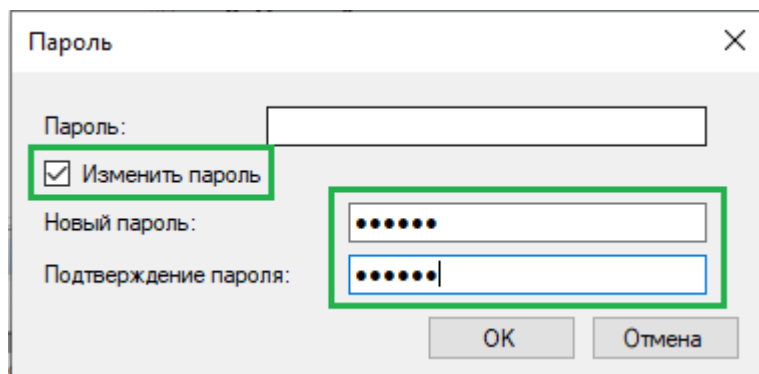 Пароль
Пароль:
Изменить пароль
Новый пароль: ••••••
Подтверждение пароля: ••••••
OK Отмена